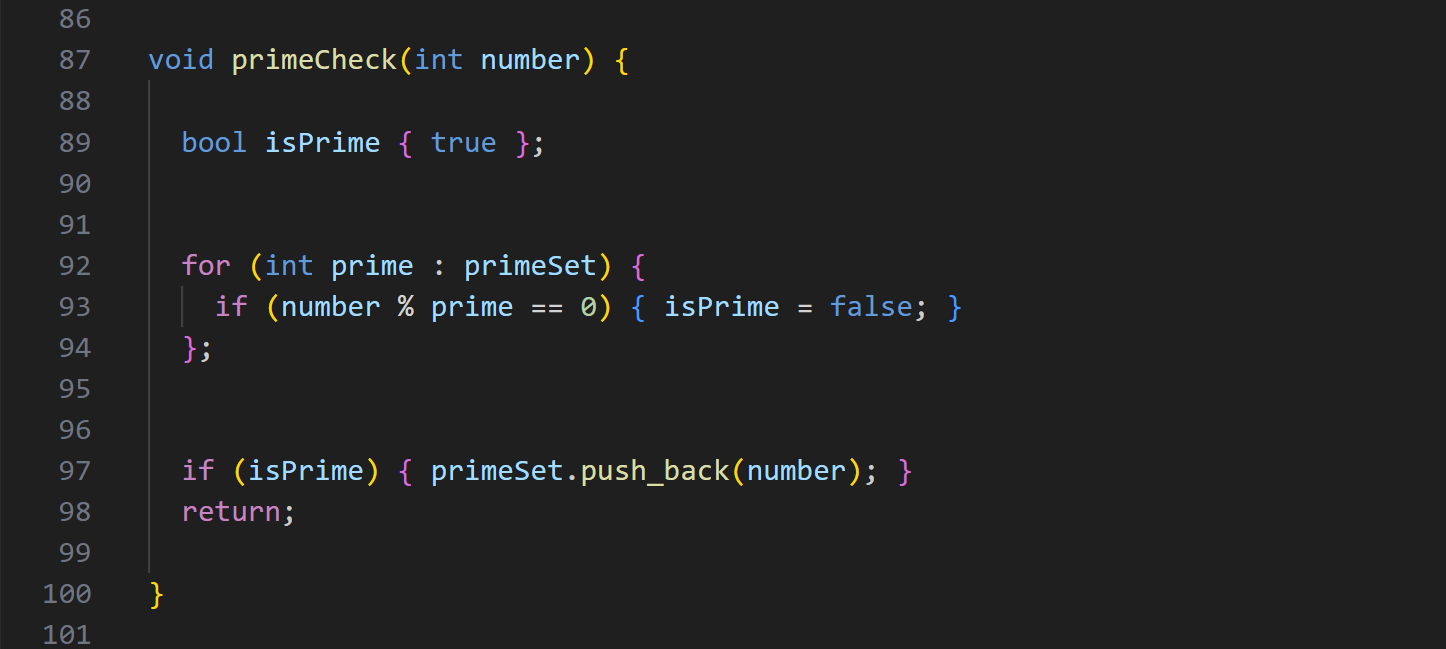 86
87 void primeCheck(int number) {
88
89 bool isPrime { true };
90
91
92 for (int prime : primeSet) {
93 if (number % prime == 0) { isPrime = false; }
94 };
95
96
97 if (isPrime) { primeSet.push_back(number); }
98 return;
99
100 }
101